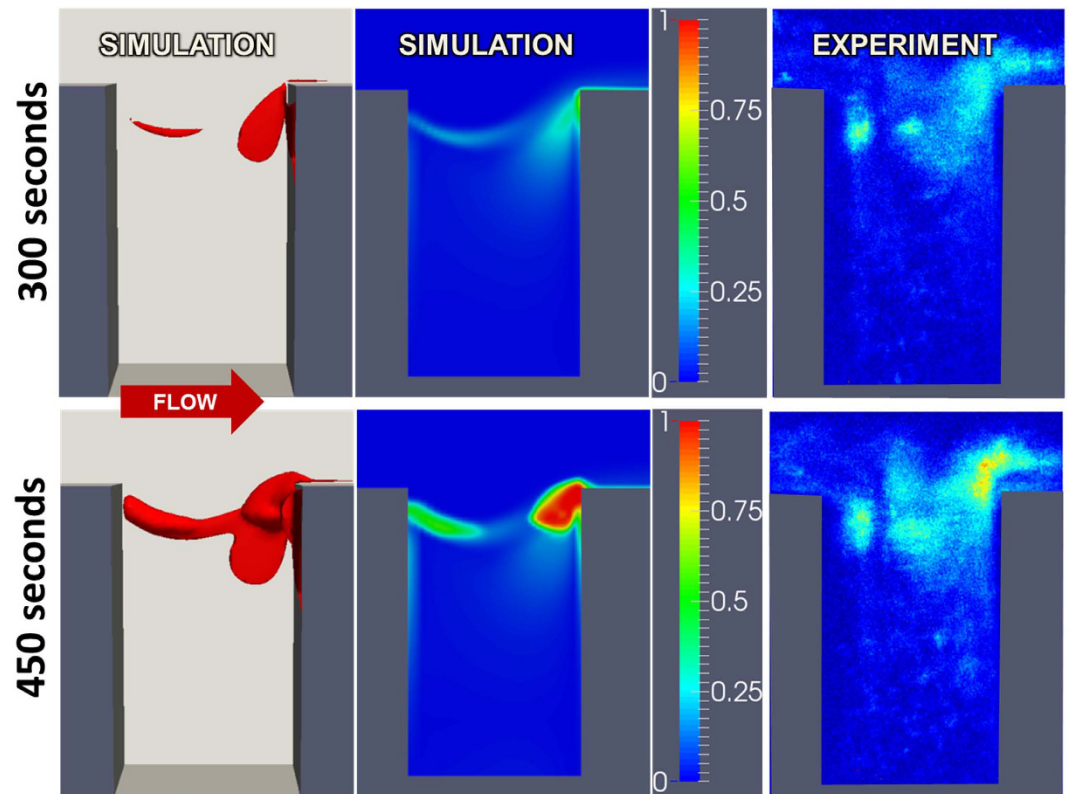 SIMULATION
SIMULATION
EXPERIMENT
300 seconds
1
0.75
0.5
0.25
0
FLOW
450 seconds
1
0.75
0.5
0.25
0